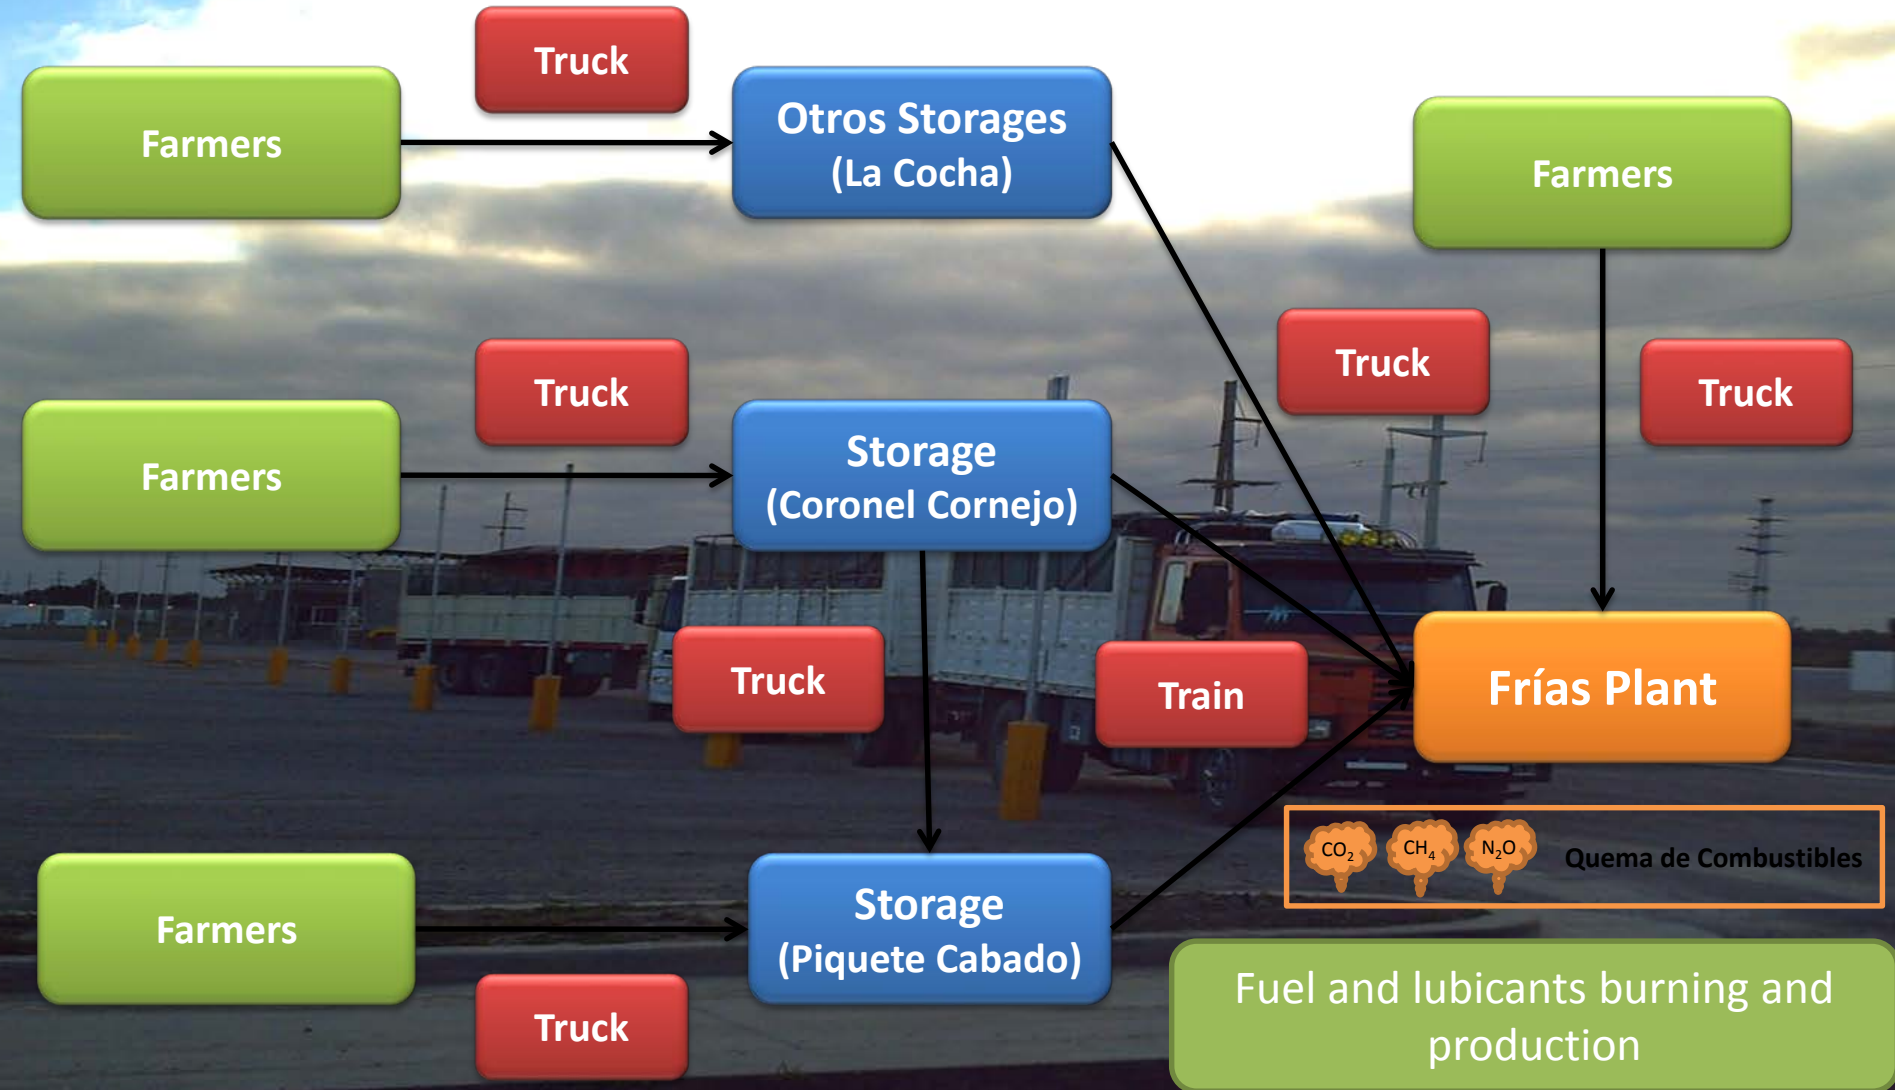 Truck
Farmers
Otros Storages
(La Cocha)
Farmers
Truck
Truck
Truck
Farmers
Storage
(Coronel Cornejo)
Truck
Train
Frías Plant
CO₂
CH₄
N₂O
Quema de Combustibles
Farmers
Storage
(Piquete Cabado)
Truck
Fuel and lubicants burning and
production